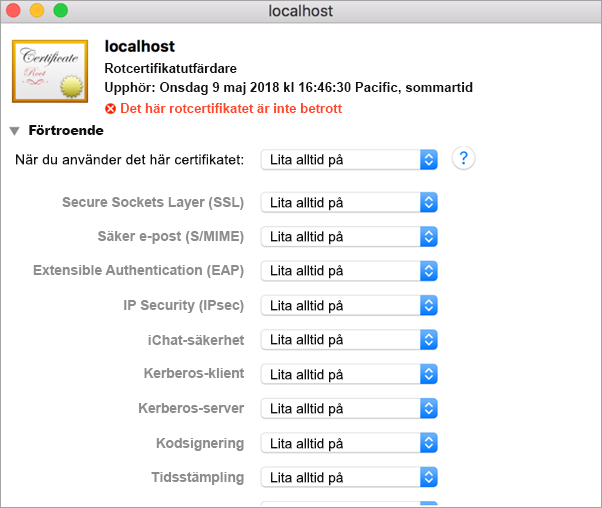 localhost
Certificate
Root
localhost
Rotcertifikatutfärdare
Upphör: Onsdag 9 maj 2018 kl 16:46:30 Pacific, sommartid
Det här rotcertifikatet är inte betrott
Förtroende
När du använder det här certifikatet: Lita alltid på ?
Secure Sockets Layer (SSL) Lita alltid på
Säker e-post (S/MIME) Lita alltid på
Extensible Authentication (EAP) Lita alltid på
IP Security (IPsec) Lita alltid på
iChat-säkerhet Lita alltid på
Kerberos-klient Lita alltid på
Kerberos-server Lita alltid på
Kodsignering Lita alltid på
Tidsstämpling Lita alltid på